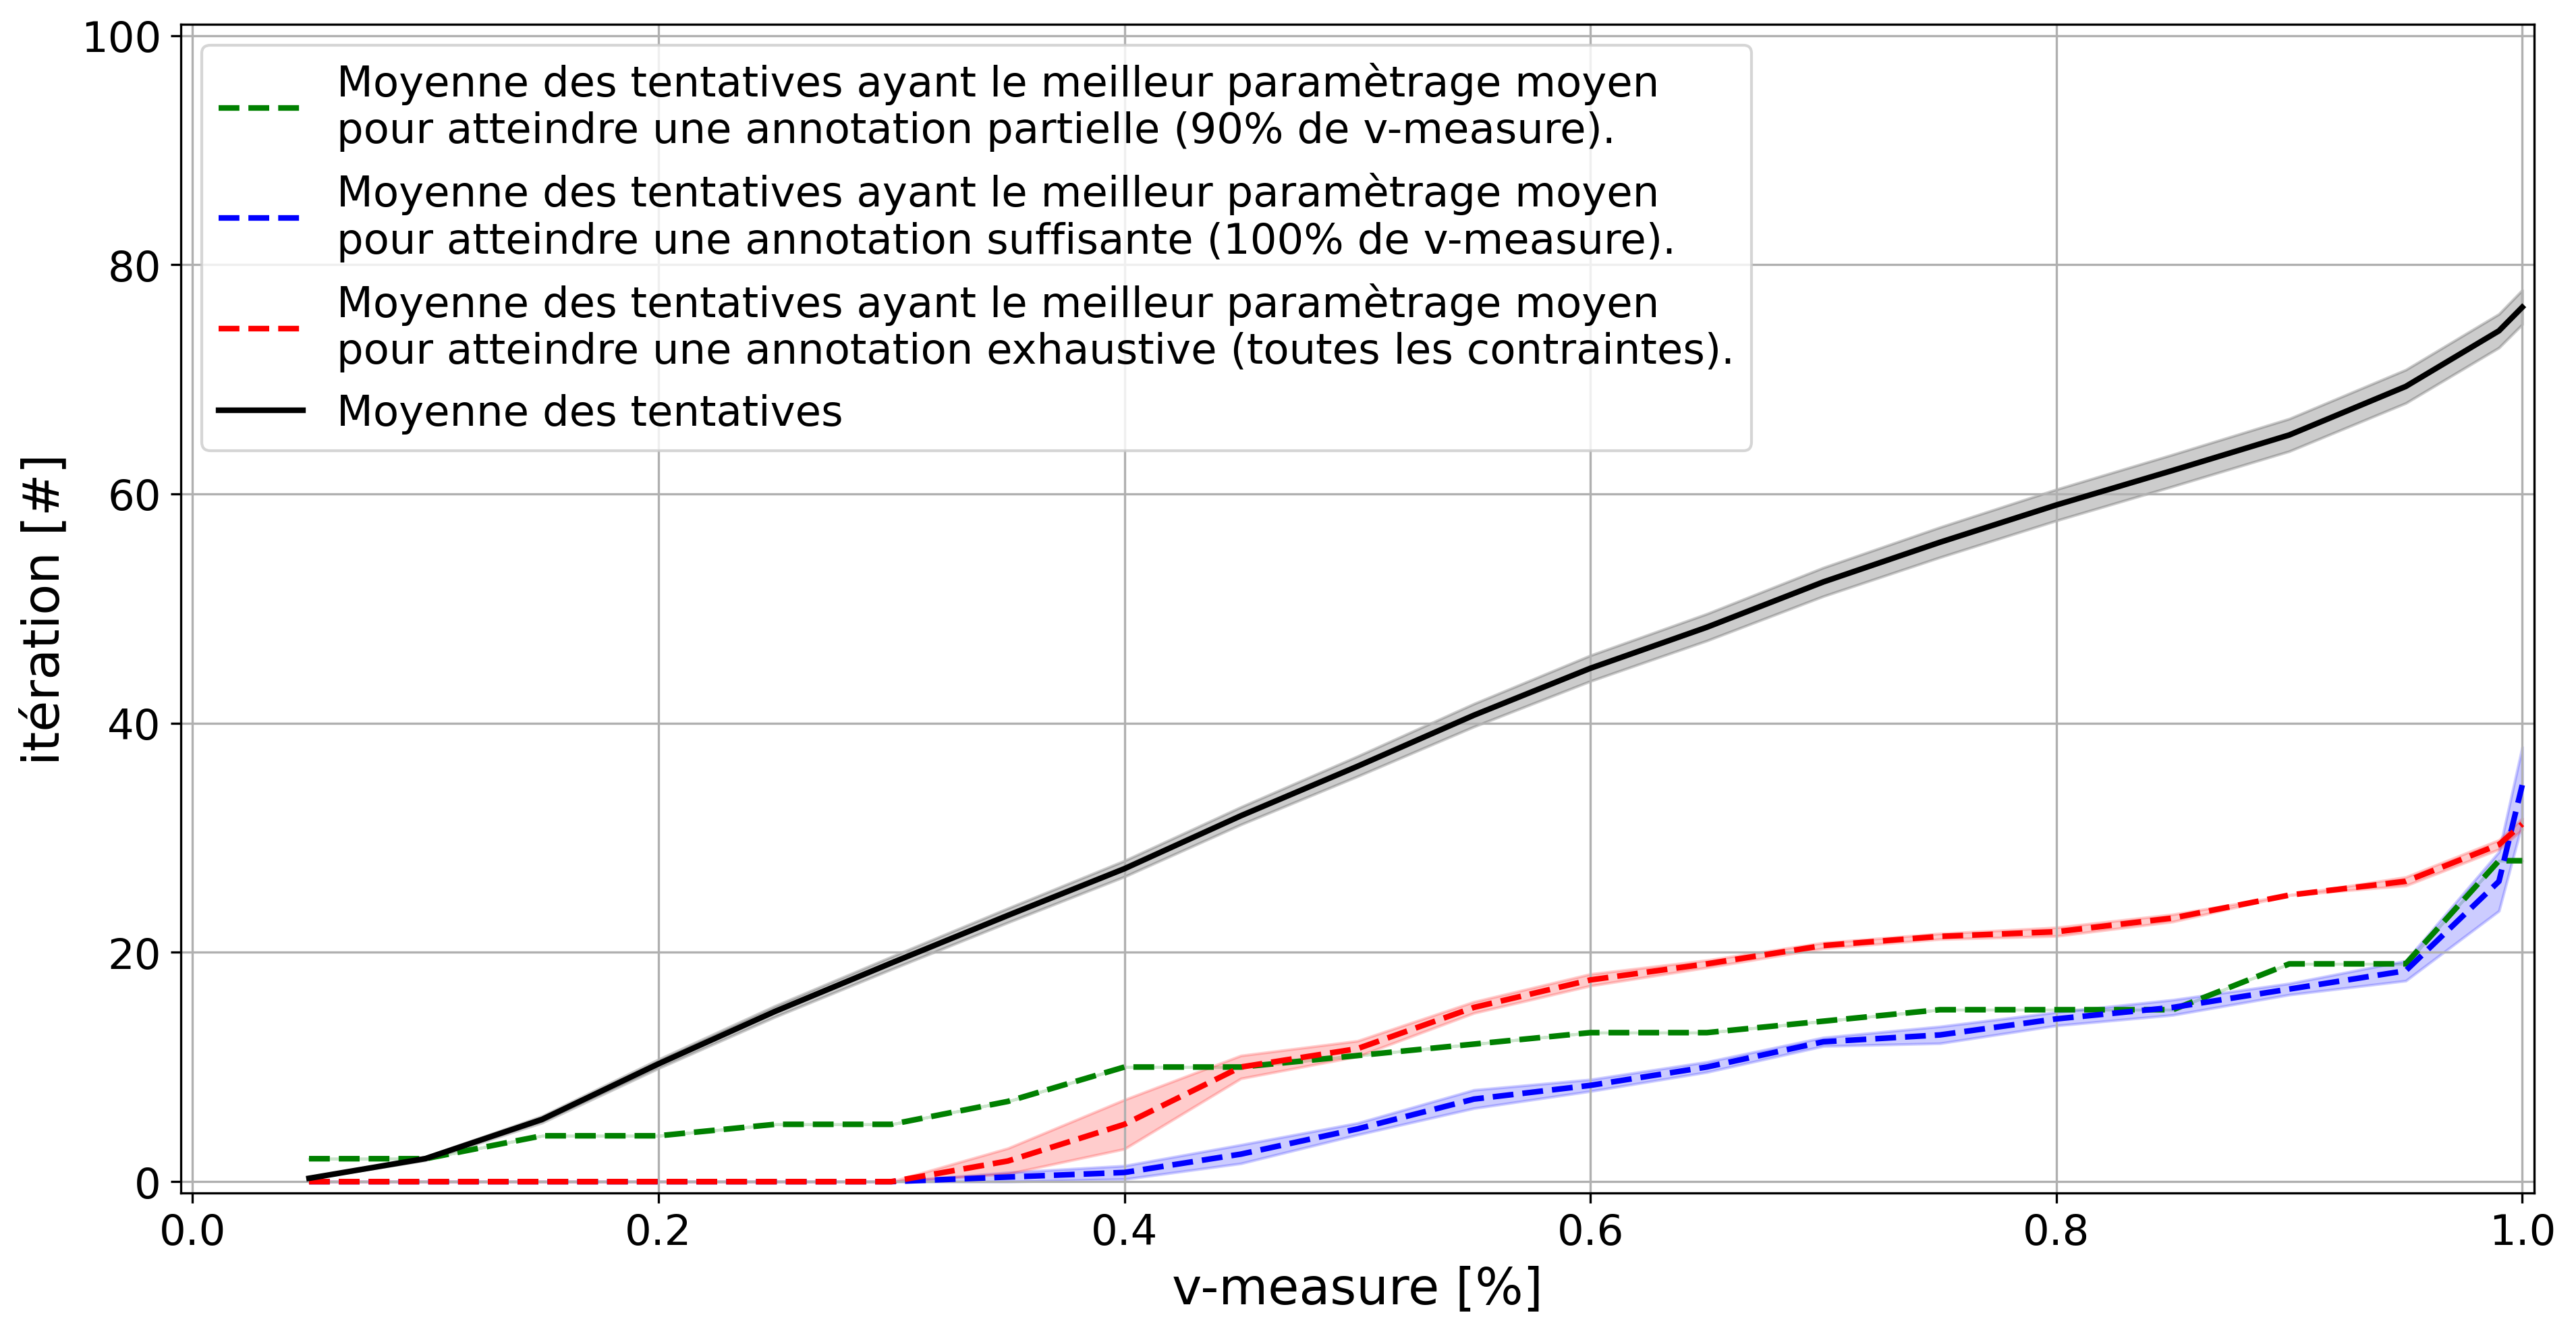 100
80
60
40
20
0
itération [#]
Moyenne des tentatives ayant le meilleur paramètrage moyen
pour atteindre une annotation partielle (90% de v-measure).
Moyenne des tentatives ayant le meilleur paramètrage moyen
pour atteindre une annotation suffisante (100% de v-measure).
Moyenne des tentatives ayant le meilleur paramètrage moyen
pour atteindre une annotation exhaustive (toutes les contraintes).
Moyenne des tentatives
0.0 0.2 0.4 0.6 0.8 1.0
v-measure [%]